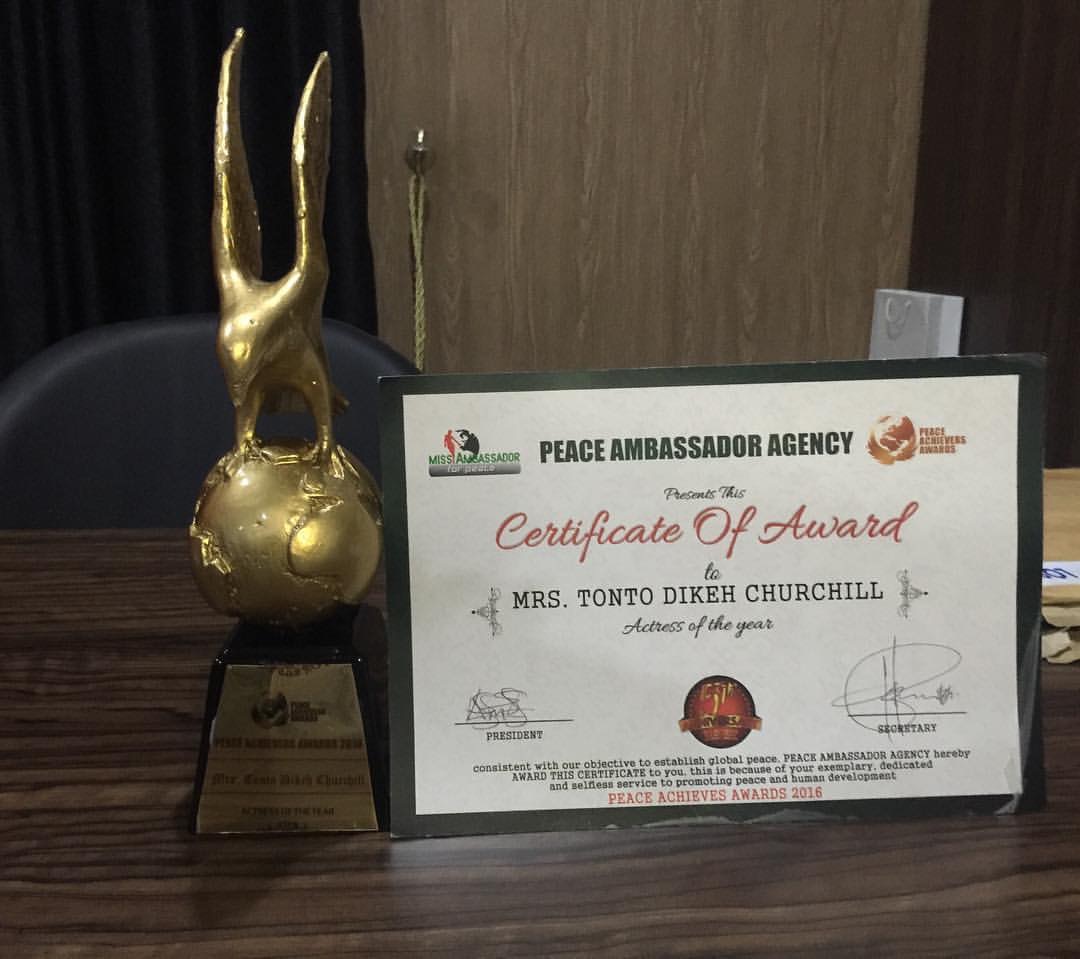 MISS AMBASSADOR
for peace
PEACE AMBASSADOR AGENCY
PEACE
ACHIEVERS
AWARDS
Presents This
Certificate Of Award
to
MRS. TONTO DIKEH CHURCHILL
Actress of the year
PRESIDENT
SECRETARY
consistent with our objective to establish global peace. PEACE AMBASSADOR AGENCY hereby
AWARD THIS CERTIFICATE to you. this is because of your exemplary, dedicated
and selfless service to promoting peace and human development
PEACE ACHIEVES AWARDS 2016
PEACE
ACHIEVERS
AWARDS
PEACE ACHIEVERS AWARDS 2016
Mrs. Tonto Dikeh Churchill
ACTRESS OF THE YEAR